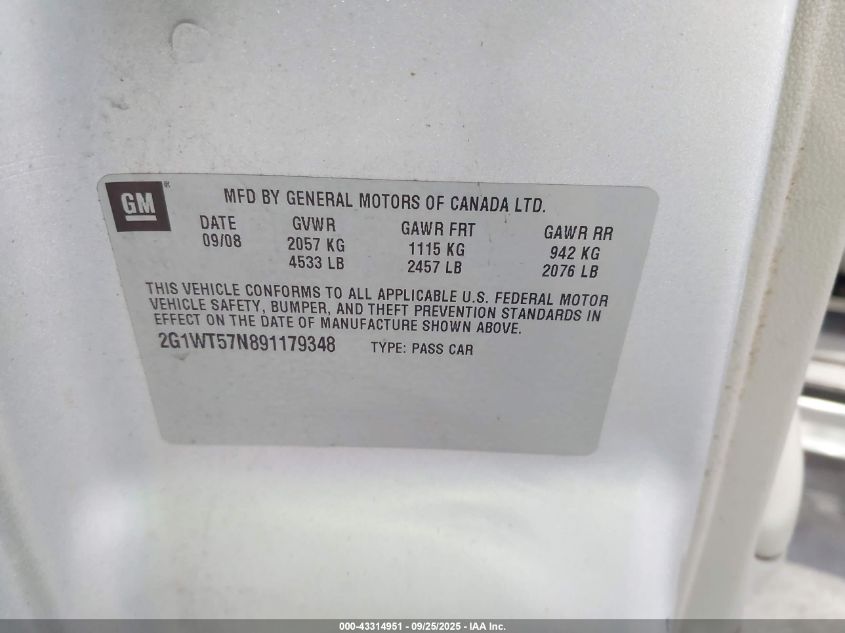 GM®
MFD BY GENERAL MOTORS OF CANADA LTD.
DATE GVWR GAWR FRT GAWR RR
09/08 2057 KG 1115 KG 942 KG
4533 LB 2457 LB 2076 LB
THIS VEHICLE CONFORMS TO ALL APPLICABLE U.S. FEDERAL MOTOR
VEHICLE SAFETY, BUMPER, AND THEFT PREVENTION STANDARDS IN
EFFECT ON THE DATE OF MANUFACTURE SHOWN ABOVE.
2G1WT57N891179348 TYPE: PASS CAR
000-43314951 - 09/25/2025 - IAA Inc.